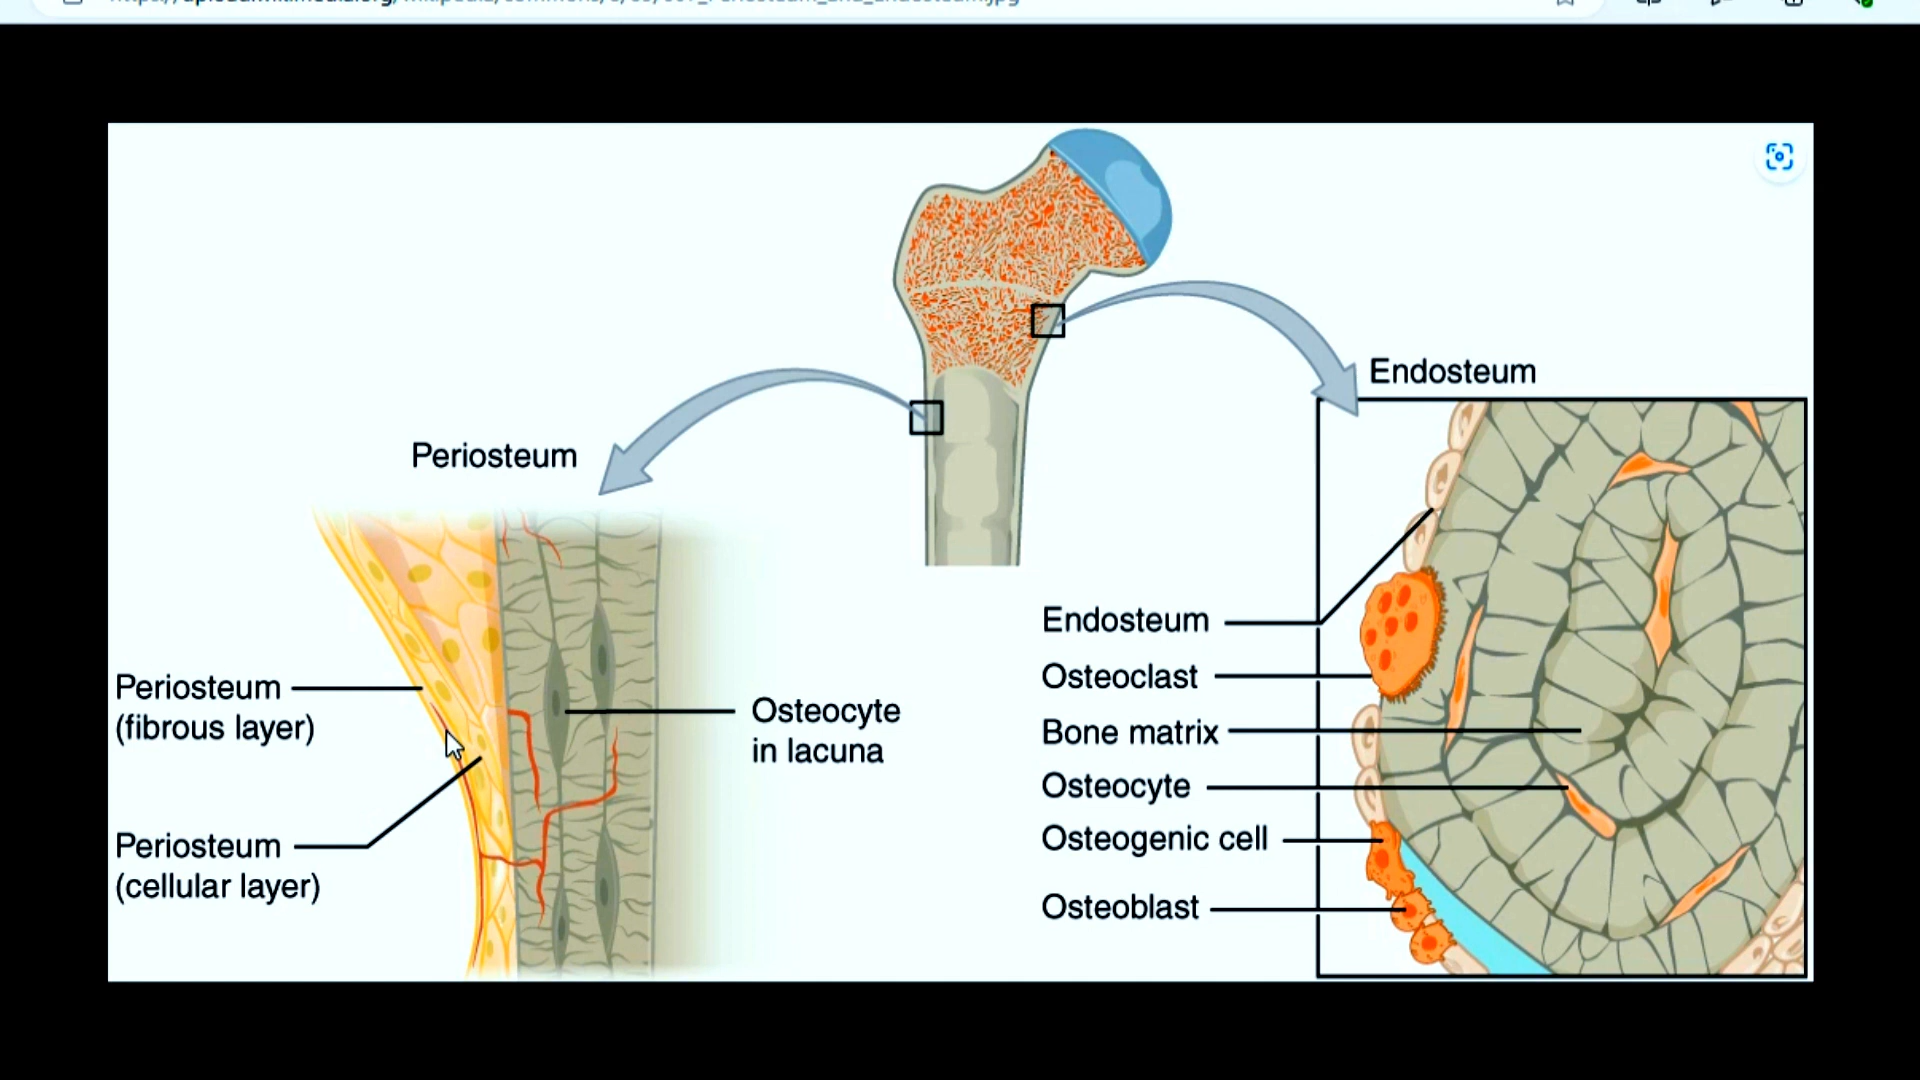 Endosteum
Periosteum
Periosteum
(fibrous layer)
Osteocyte
in lacuna
Periosteum
(cellular layer)
Endosteum
Osteoclast
Bone matrix
Osteocyte
Osteogenic cell
Osteoblast